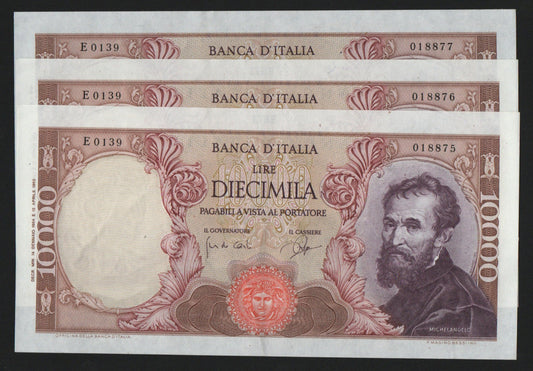 E 0139 BANCA D'ITALIA 018877
E 0139 BANCA D'ITALIA 018876
E 0139 BANCA D'ITALIA 018875
LIRE
DIECIMILA
PAGABILI A VISTA AL PORTATORE
IL GOVERNATORE IL CASSIERE
10000
10000
MICHELANGELO
OFFICINA DELLA BANCA D'ITALIA